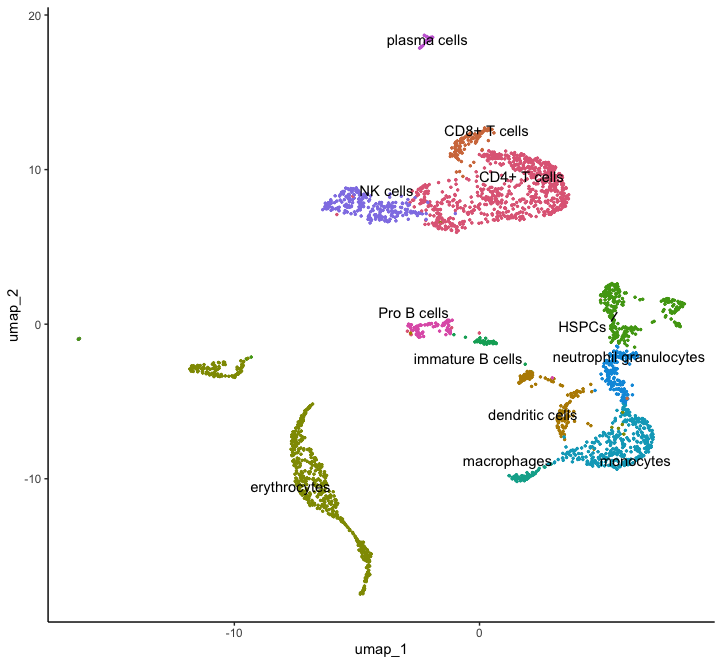 20
plasma cells
CD8+ T cells
10
CD4+ T cells
NK cells
umap_2
Pro B cells
0
HSPCs
immature B cells
neutrophil granulocytes
dendritic cells
macrophages
monocytes
-10
erythrocytes
-10
0
umap_1